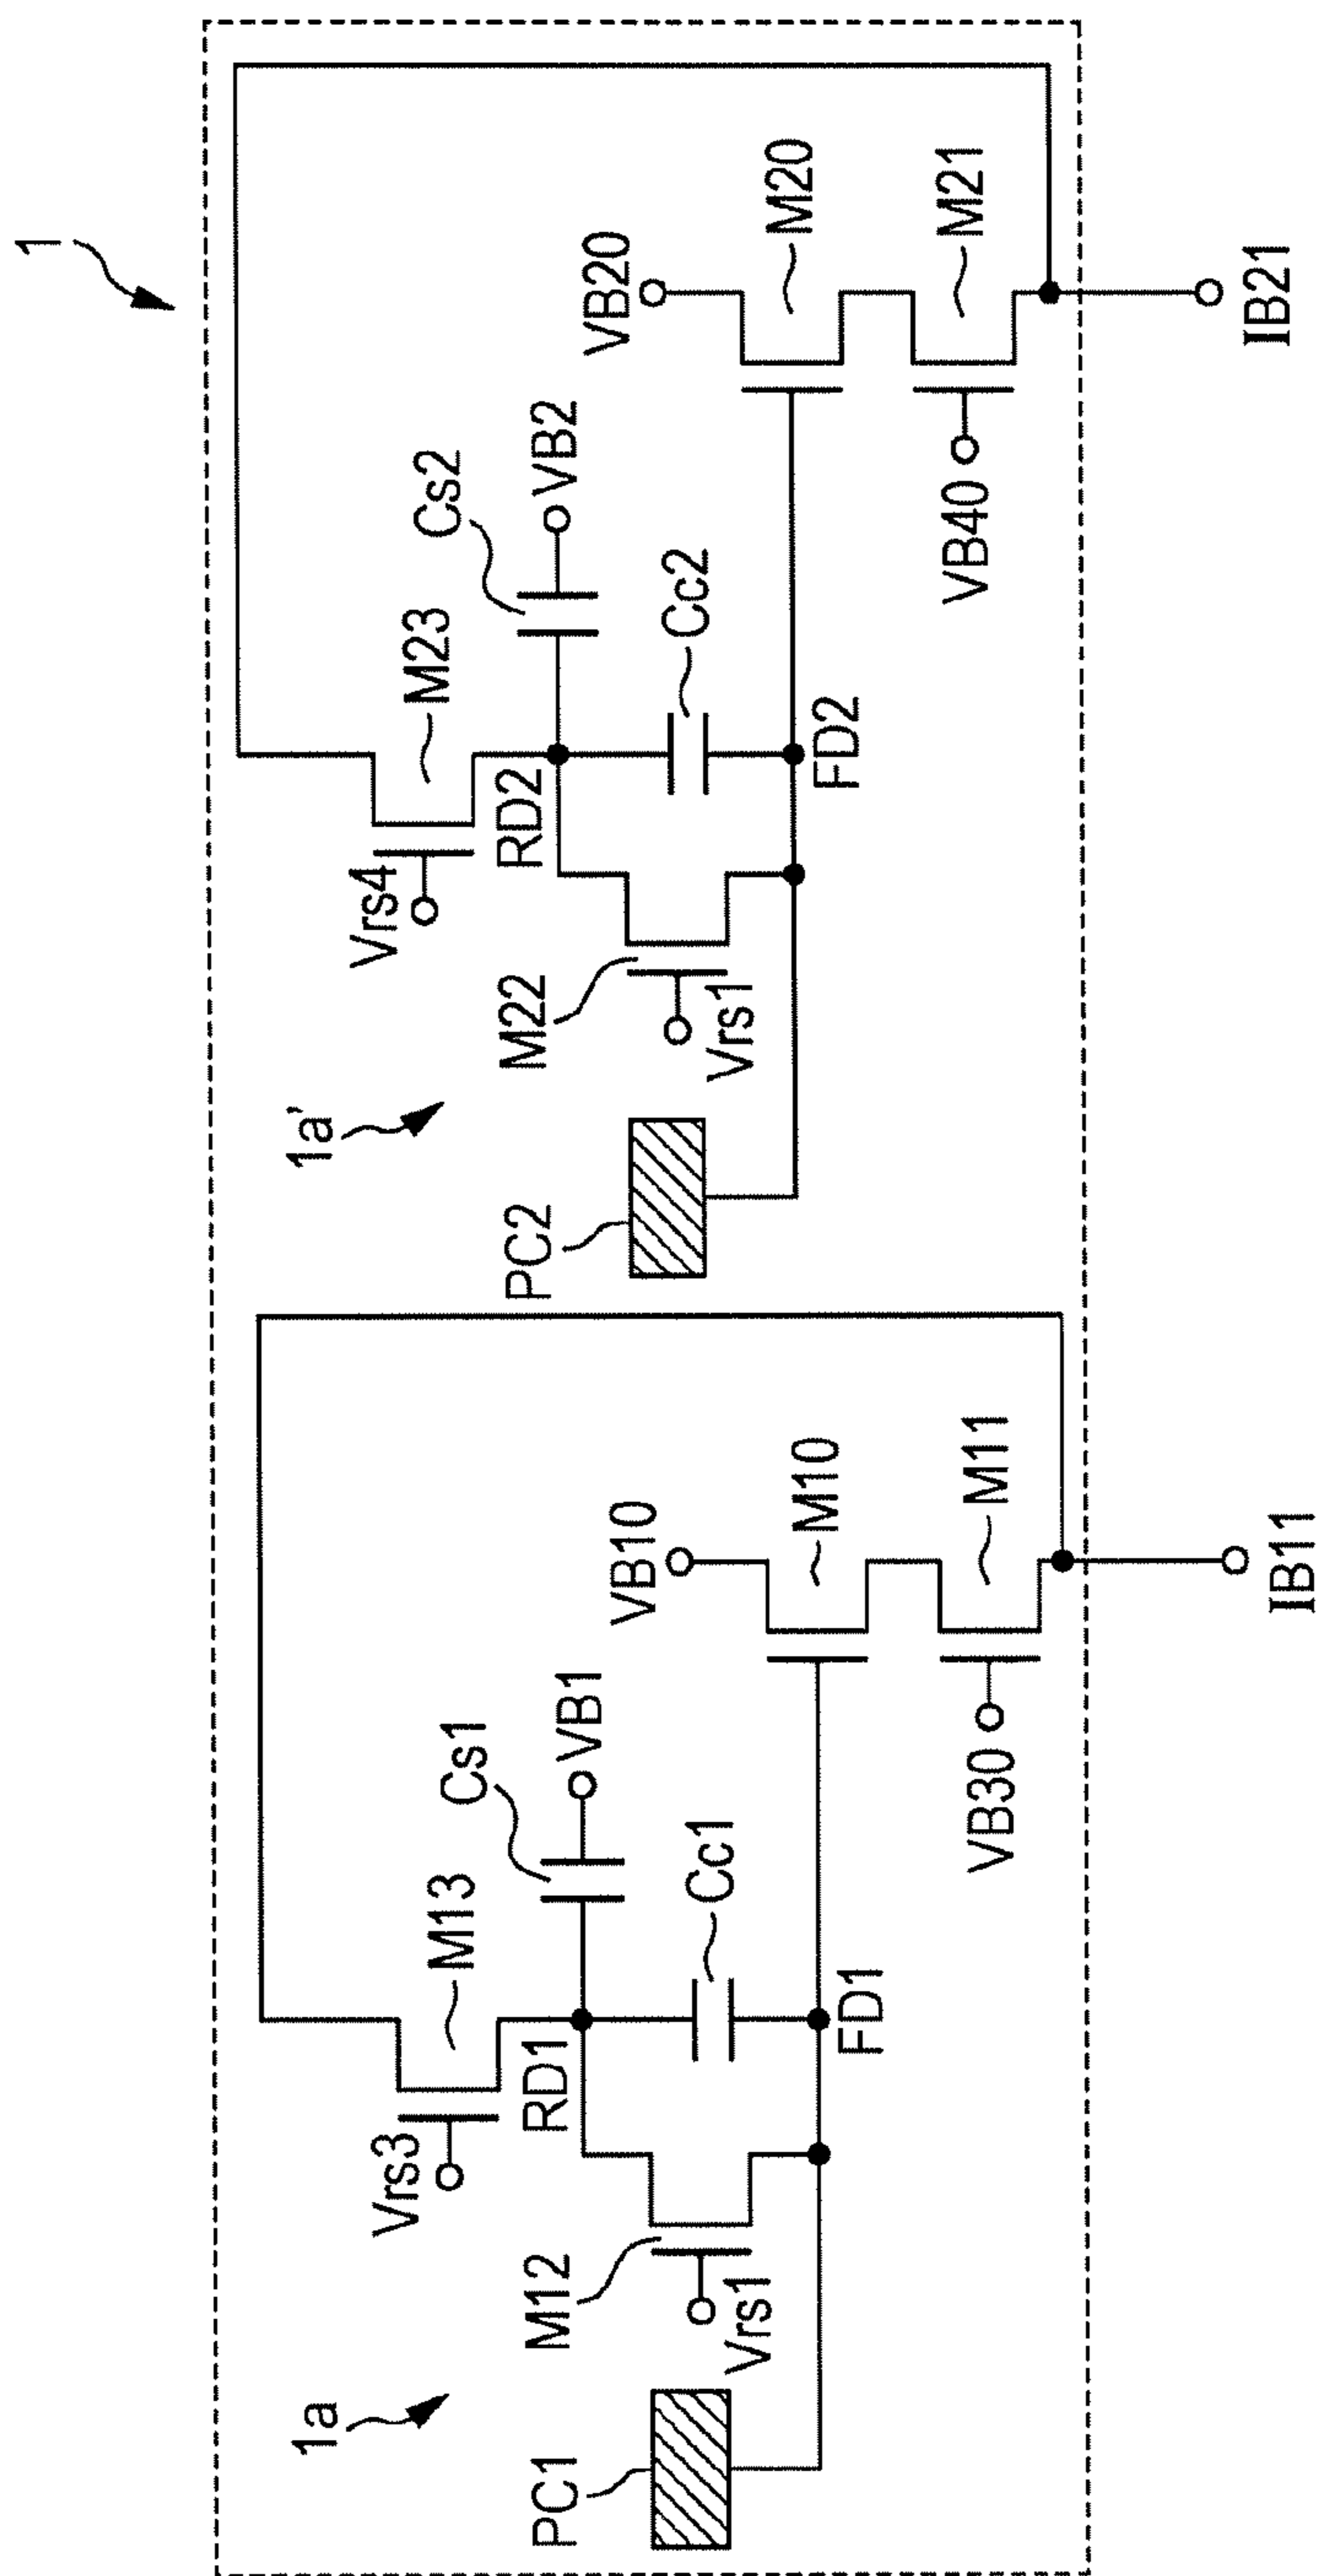 1
1a
PC1
M12
Vrs1
Vrs3
M13
RD1
Cs1
VB1
Cc1
FD1
VB10
M10
M11
VB30
IB11
1a'
PC2
M22
Vrs1
Vrs4
M23
RD2
Cs2
VB2
Cc2
FD2
VB20
M20
M21
VB40
IB21